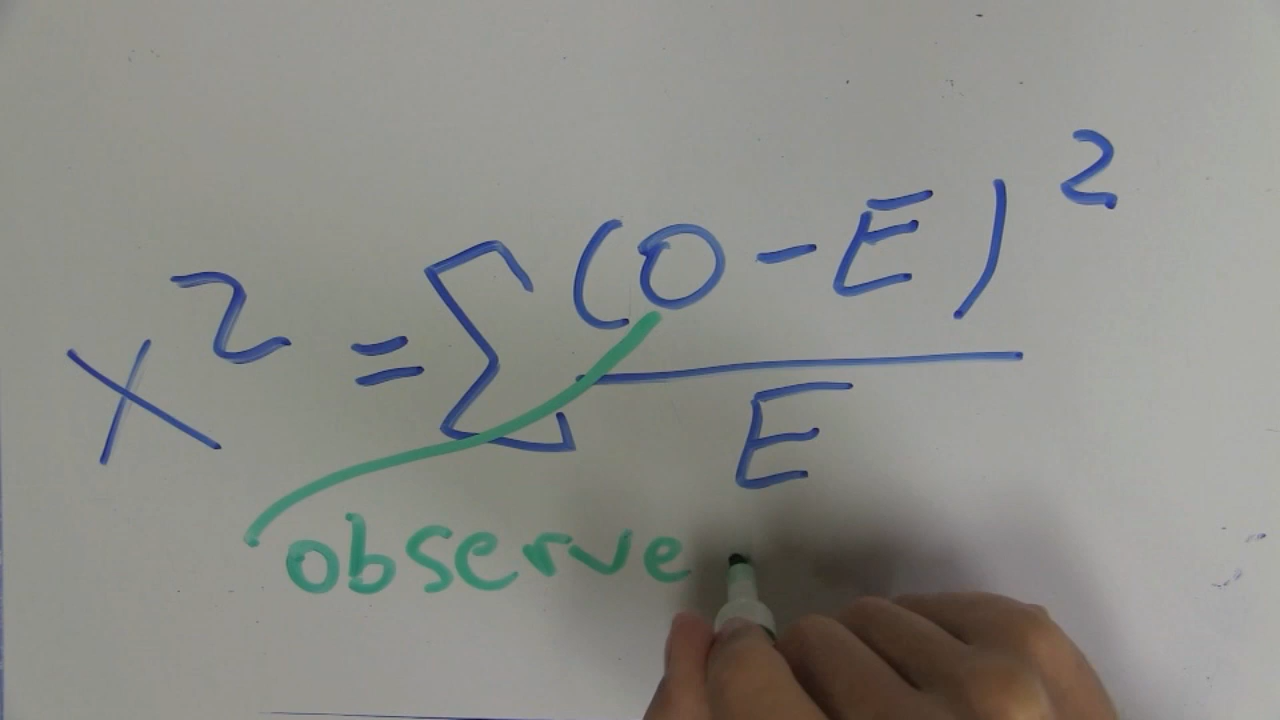 x² = Σ (O - E)² / E
observe